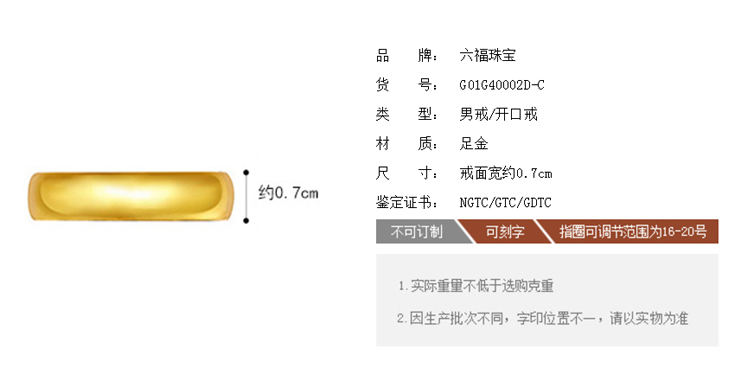 品 牌： 六福珠宝
货 号： G01G40002D-C
类 型： 男戒/开口戒
材 质： 足金
尺 寸： 戒面宽约0.7cm
鉴定证书： NGTC/GTC/GDTC
约0.7cm
不可订制 可刻字 指圈可调节范围为16-20号
1.实际重量不低于选购克重
2.因生产批次不同，字印位置不一，请以实物为准